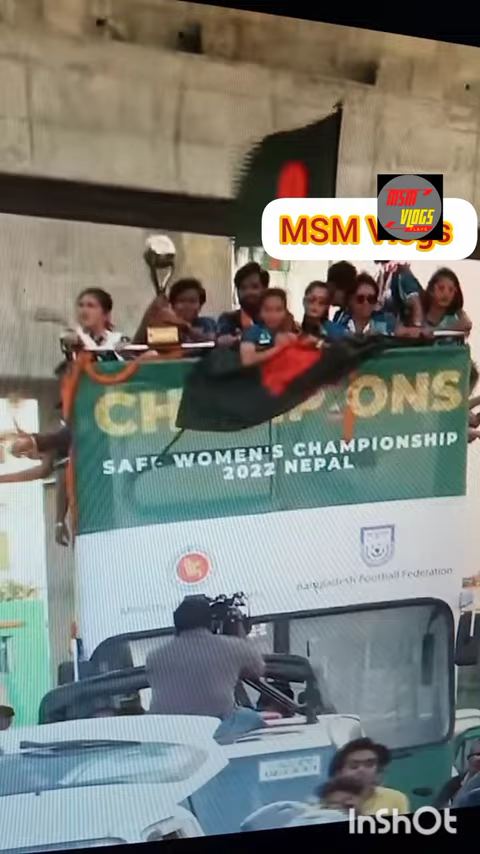 MSM
VLOGS
MSM Vlogs
CHAMPIONS
SAFF WOMEN'S CHAMPIONSHIP
2022 NEPAL
Bangladesh Football Federation
InShOt